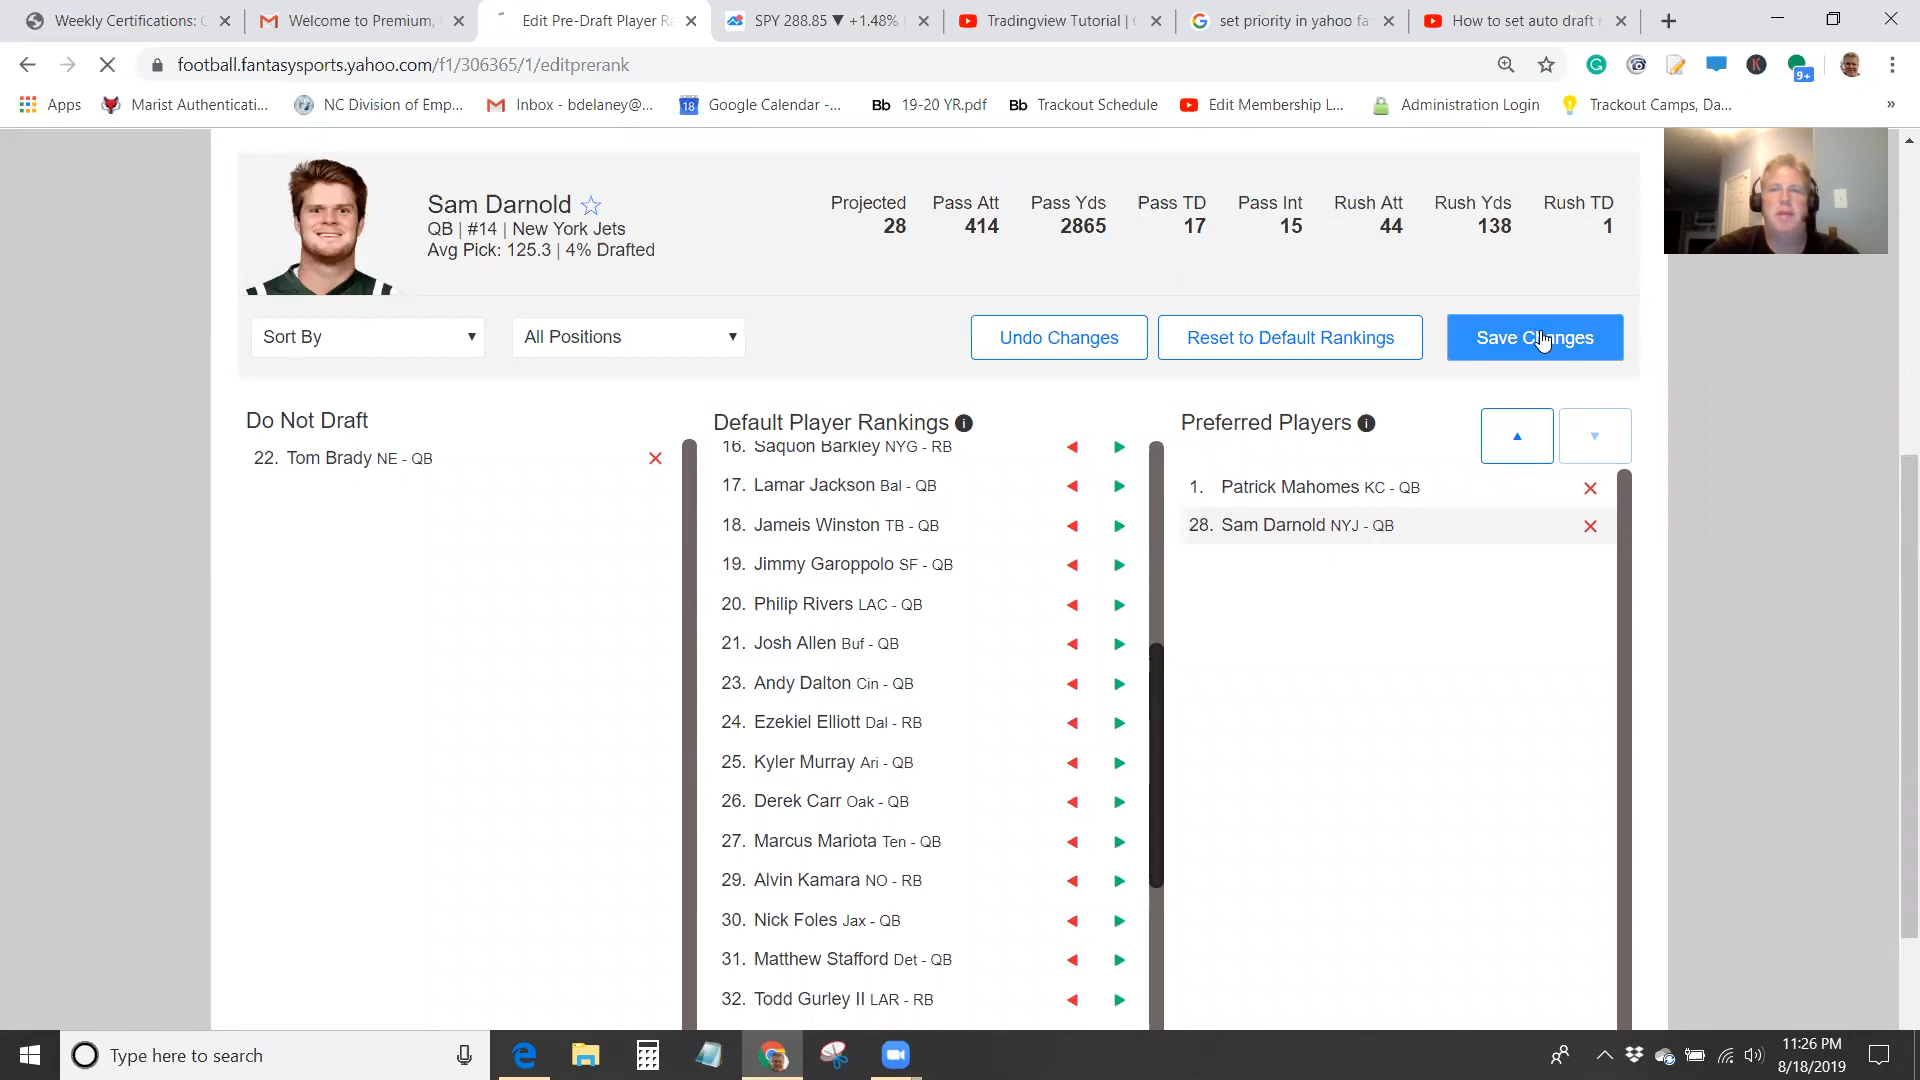 Weekly Certifications:
Welcome to Premium,
Edit Pre-Draft Player Ra
SPY 288.85 ▼ +1.48%
Tradingview Tutorial |
set priority in yahoo fa
How to set auto draft
football.fantasysports.yahoo.com/f1/306365/1/editprerank
9+
Apps
Marist Authenticati...
NC Division of Emp...
Inbox - bdelaney@...
18 Google Calendar -...
Bb 19-20 YR.pdf
Bb Trackout Schedule
Edit Membership L...
Administration Login
Trackout Camps, Da...
»
Sam Darnold
QB | #14 | New York Jets
Avg Pick: 125.3 | 4% Drafted
Projected Pass Att Pass Yds Pass TD Pass Int Rush Att Rush Yds Rush TD
28 414 2865 17 15 44 138 1
Sort By
All Positions
Undo Changes
Reset to Default Rankings
Save Changes
Do Not Draft
22. Tom Brady NE - QB
Default Player Rankings
16. Saquon Barkley NYG - RB
17. Lamar Jackson Bal - QB
18. Jameis Winston TB - QB
19. Jimmy Garoppolo SF - QB
20. Philip Rivers LAC - QB
21. Josh Allen Buf - QB
23. Andy Dalton Cin - QB
24. Ezekiel Elliott Dal - RB
25. Kyler Murray Ari - QB
26. Derek Carr Oak - QB
27. Marcus Mariota Ten - QB
29. Alvin Kamara NO - RB
30. Nick Foles Jax - QB
31. Matthew Stafford Det - QB
32. Todd Gurley II LAR - RB
Preferred Players
1. Patrick Mahomes KC - QB
28. Sam Darnold NYJ - QB
Type here to search
11:26 PM
8/18/2019